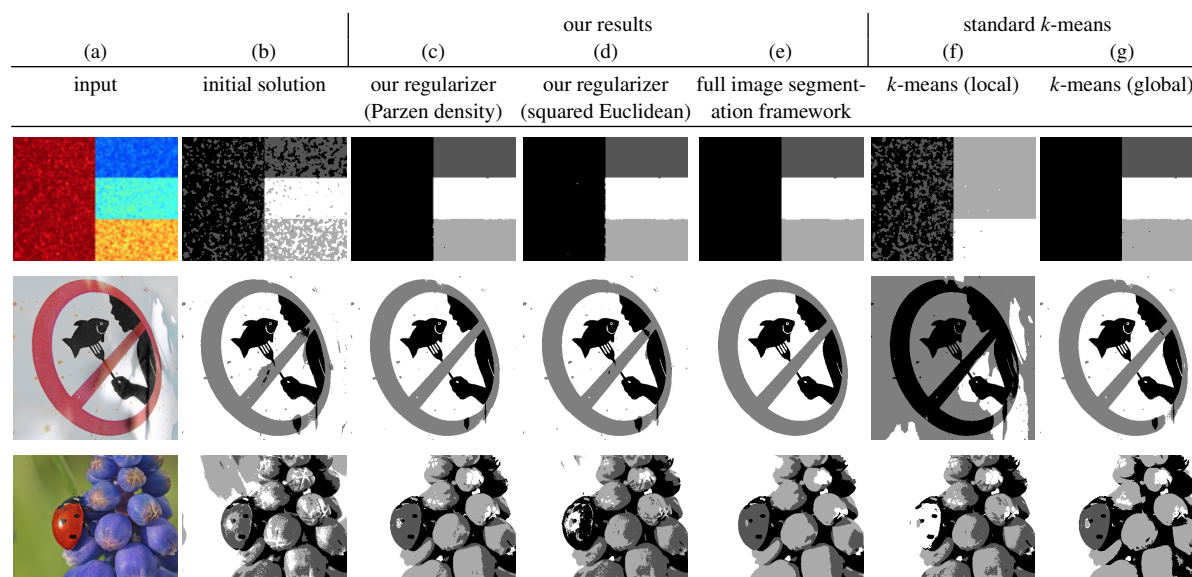 our results standard k-means
(a) (b) (c) (d) (e) (f) (g)
input initial solution our regularizer our regularizer full image segment- k-means (local) k-means (global)
(Parzen density) (squared Euclidean) ation framework